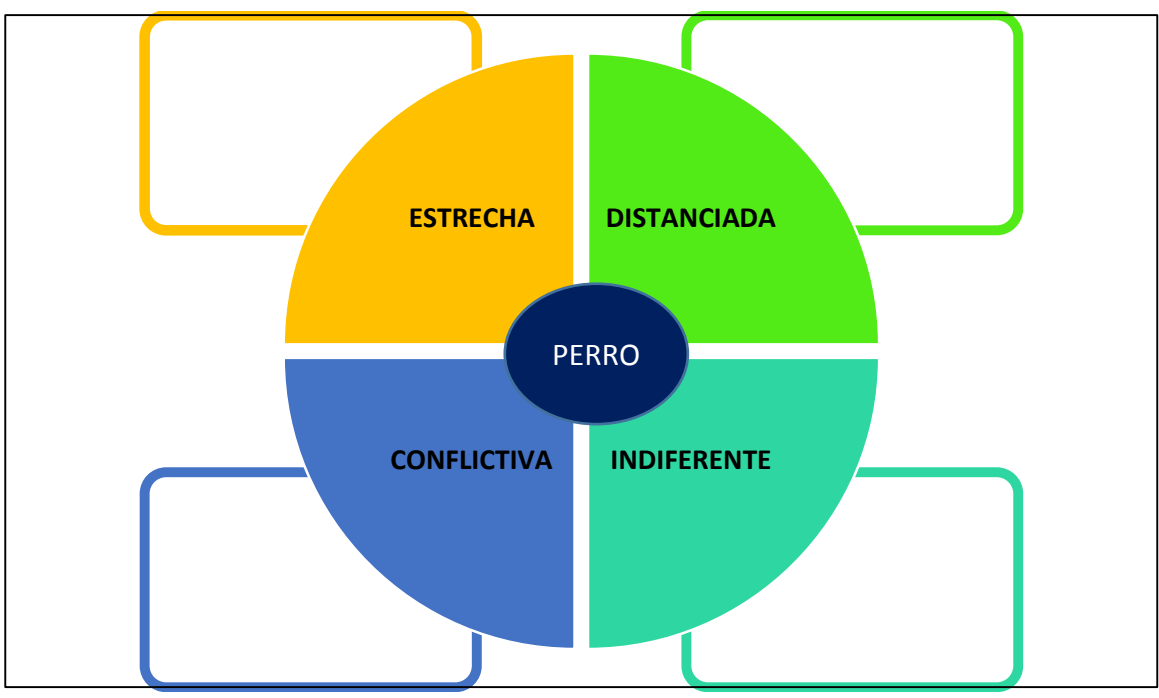 ESTRECHA
DISTANCIADA
PERRO
CONFLICTIVA
INDIFERENTE